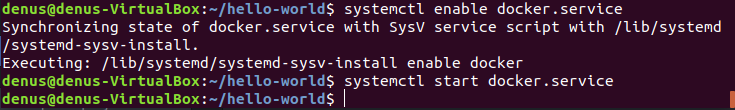 denus@denus-VirtualBox:~/hello-world$ systemctl enable docker.service
Synchronizing state of docker.service with SysV service script with /lib/systemd
/systemd-sysv-install.
Executing: /lib/systemd/systemd-sysv-install enable docker
denus@denus-VirtualBox:~/hello-world$ systemctl start docker.service
denus@denus-VirtualBox:~/hello-world$